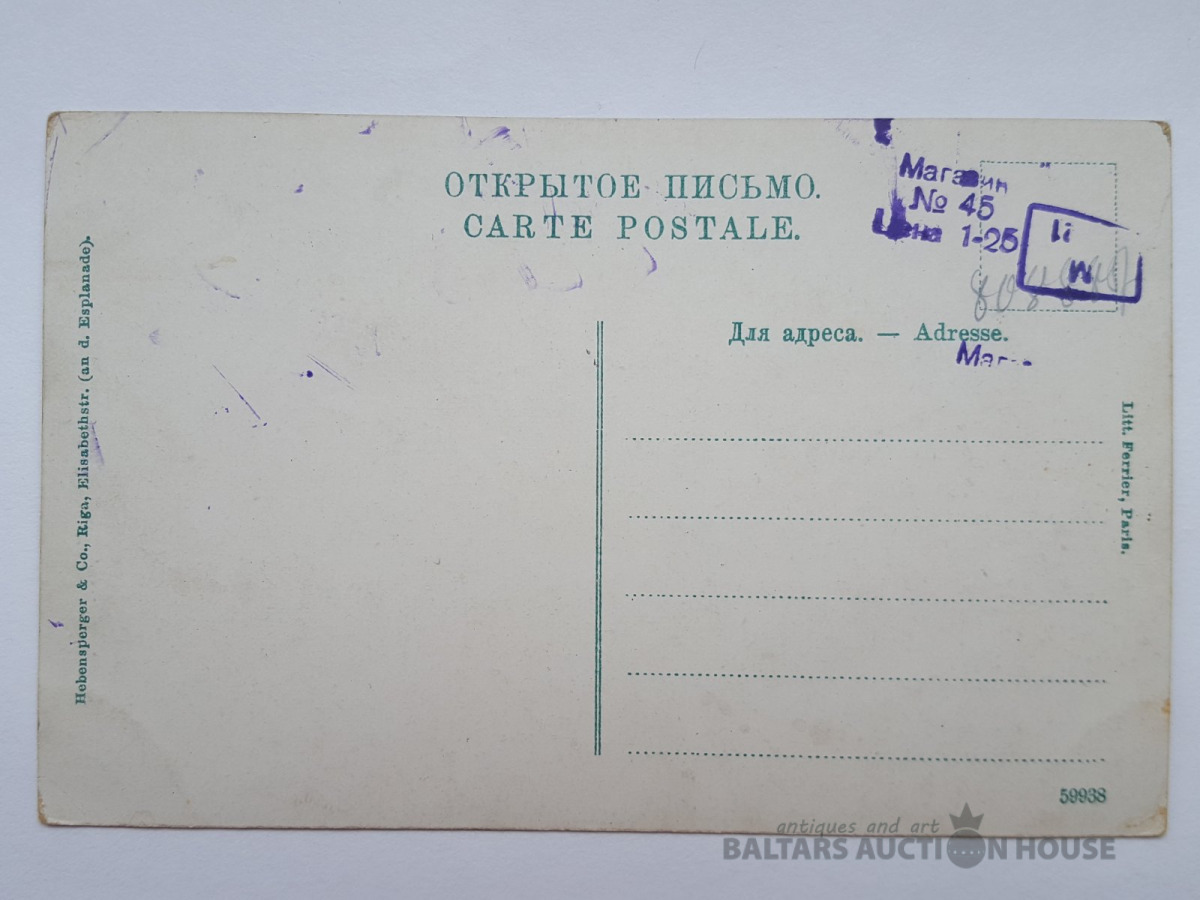 ОТКРЫТОЕ ПИСЬМО.
CARTE POSTALE.
Магазин
№ 45
Цена 1-25
Для адреса. — Adresse.
Hebensperger & Co., Riga, Elisabethstr. (an d. Esplanade).
Litt. Ferrier, Paris.
59938
antiques and art
BALTARS AUCTION HOUSE